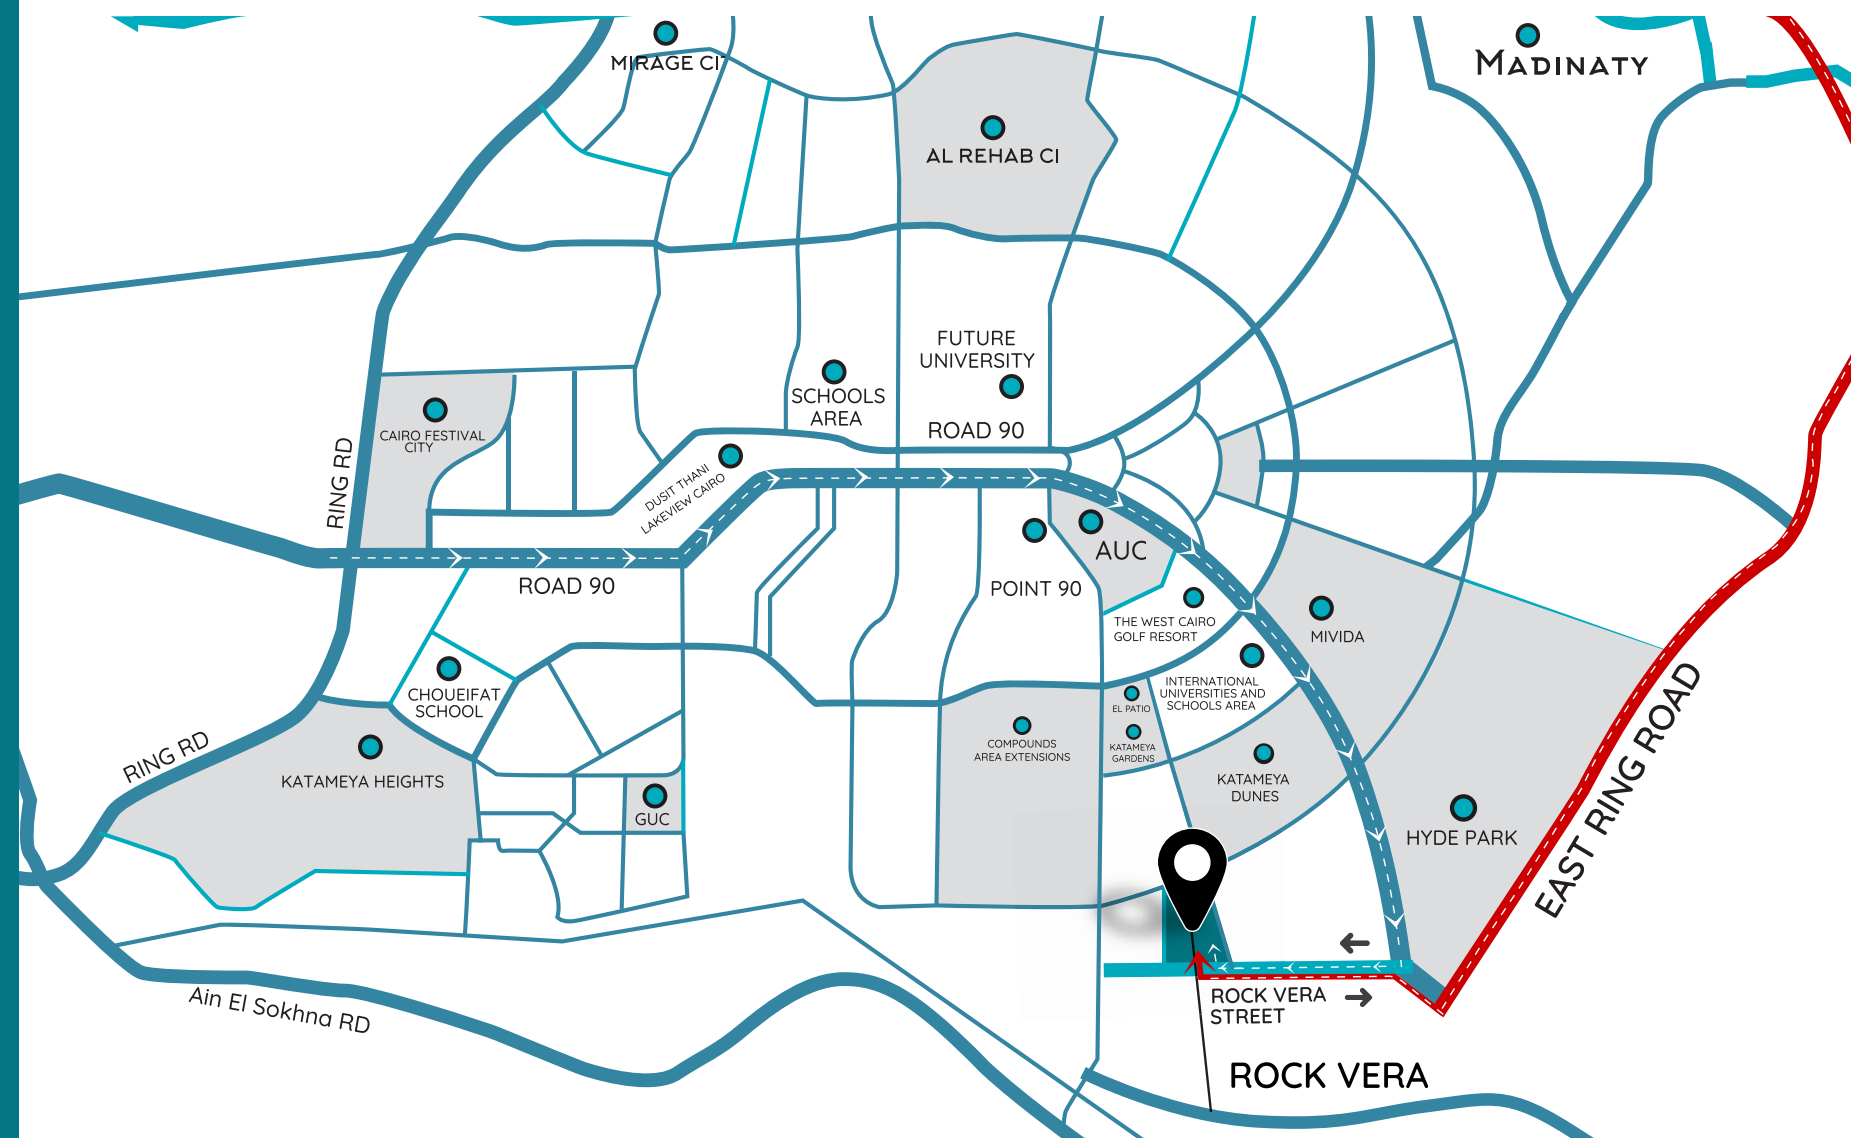 MIRAGE CIT
MADINATY
AL REHAB CI
FUTURE
UNIVERSITY
SCHOOLS
AREA
ROAD 90
CAIRO FESTIVAL
CITY
RING RD
DUSIT THANI
LAKEVIEW CAIRO
ROAD 90
AUC
POINT 90
THE WEST CAIRO
GOLF RESORT
MIVIDA
INTERNATIONAL
UNIVERSITIES AND
SCHOOLS AREA
CHOUEIFAT
SCHOOL
EL PATIO
KATAMEYA
GARDENS
COMPOUNDS
AREA EXTENSIONS
RING RD
KATAMEYA HEIGHTS
KATAMEYA
DUNES
GUC
HYDE PARK
EAST RING ROAD
Ain El Sokhna RD
ROCK VERA
STREET
ROCK VERA